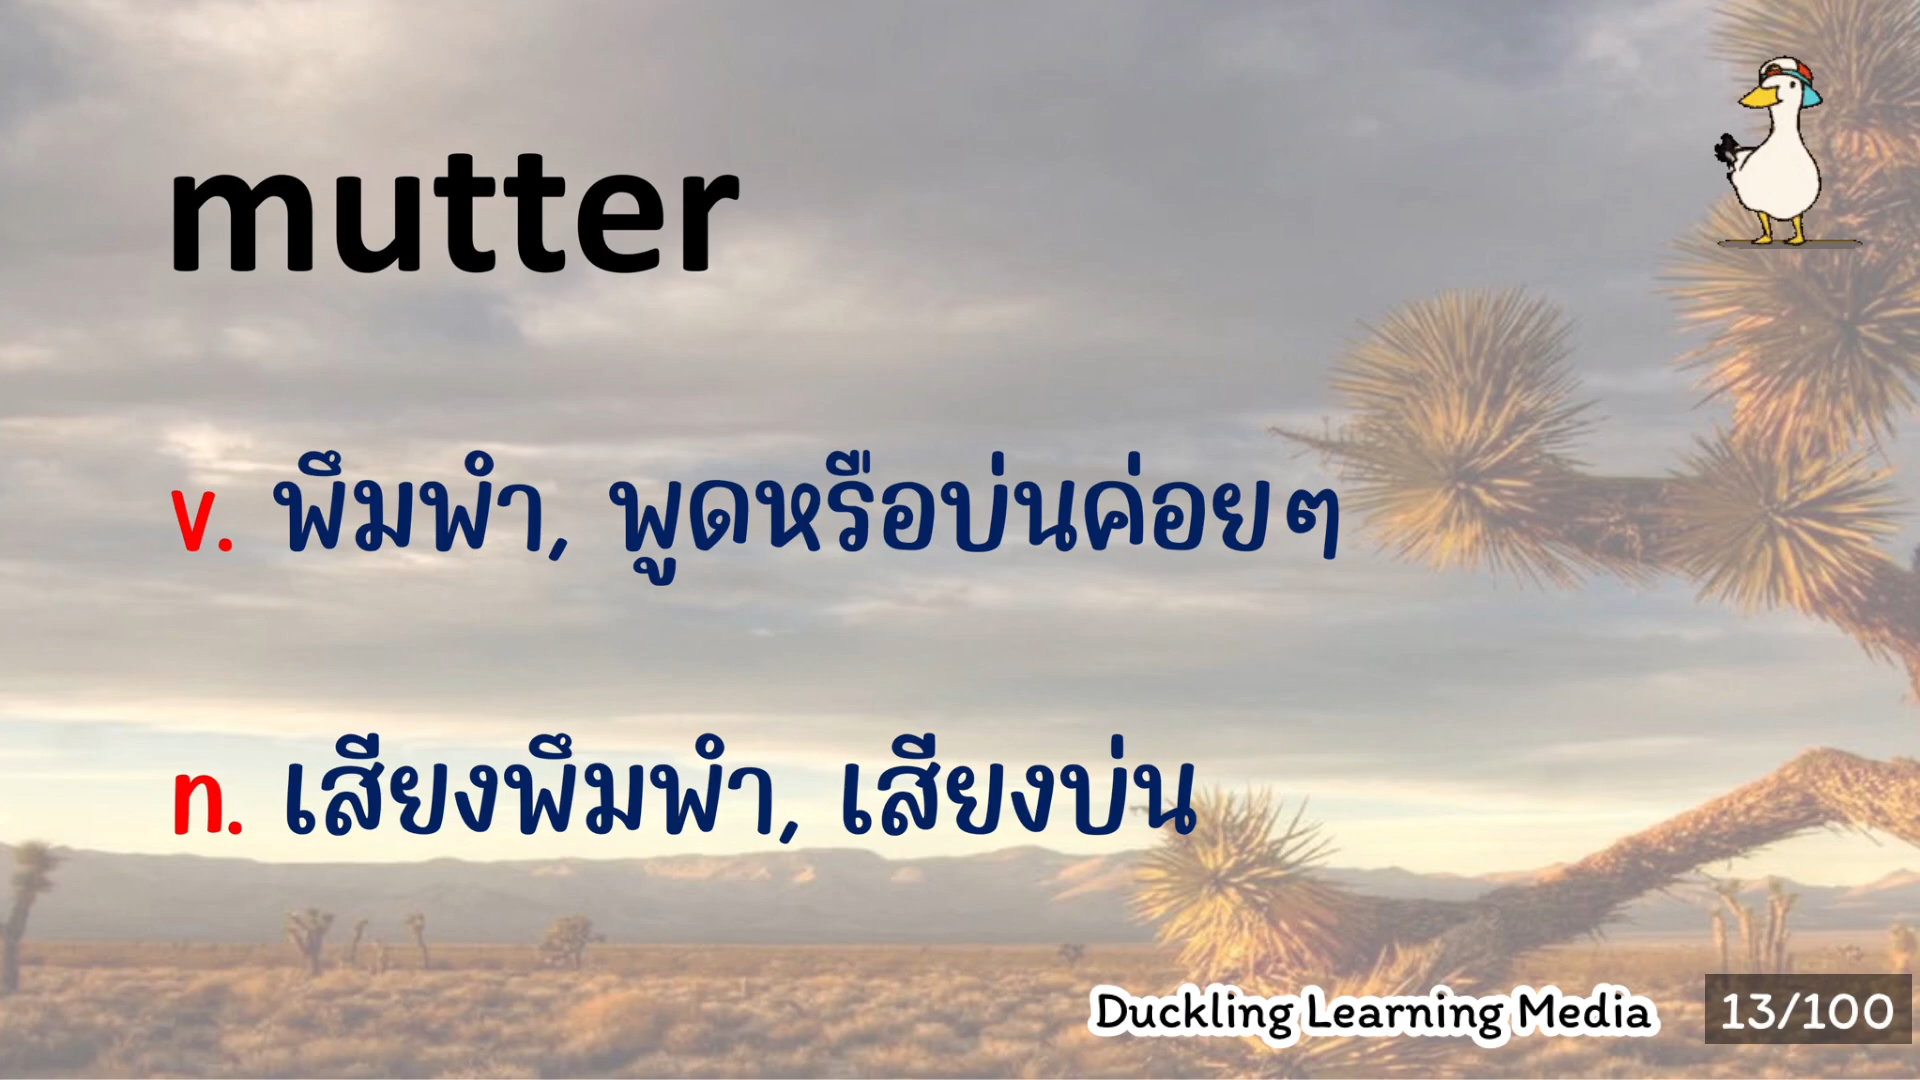 mutter
v. พึมพำ, พูดหรือบ่นค่อยๆ
n. เสียงพึมพำ, เสียงบ่น
Duckling Learning Media
13/100